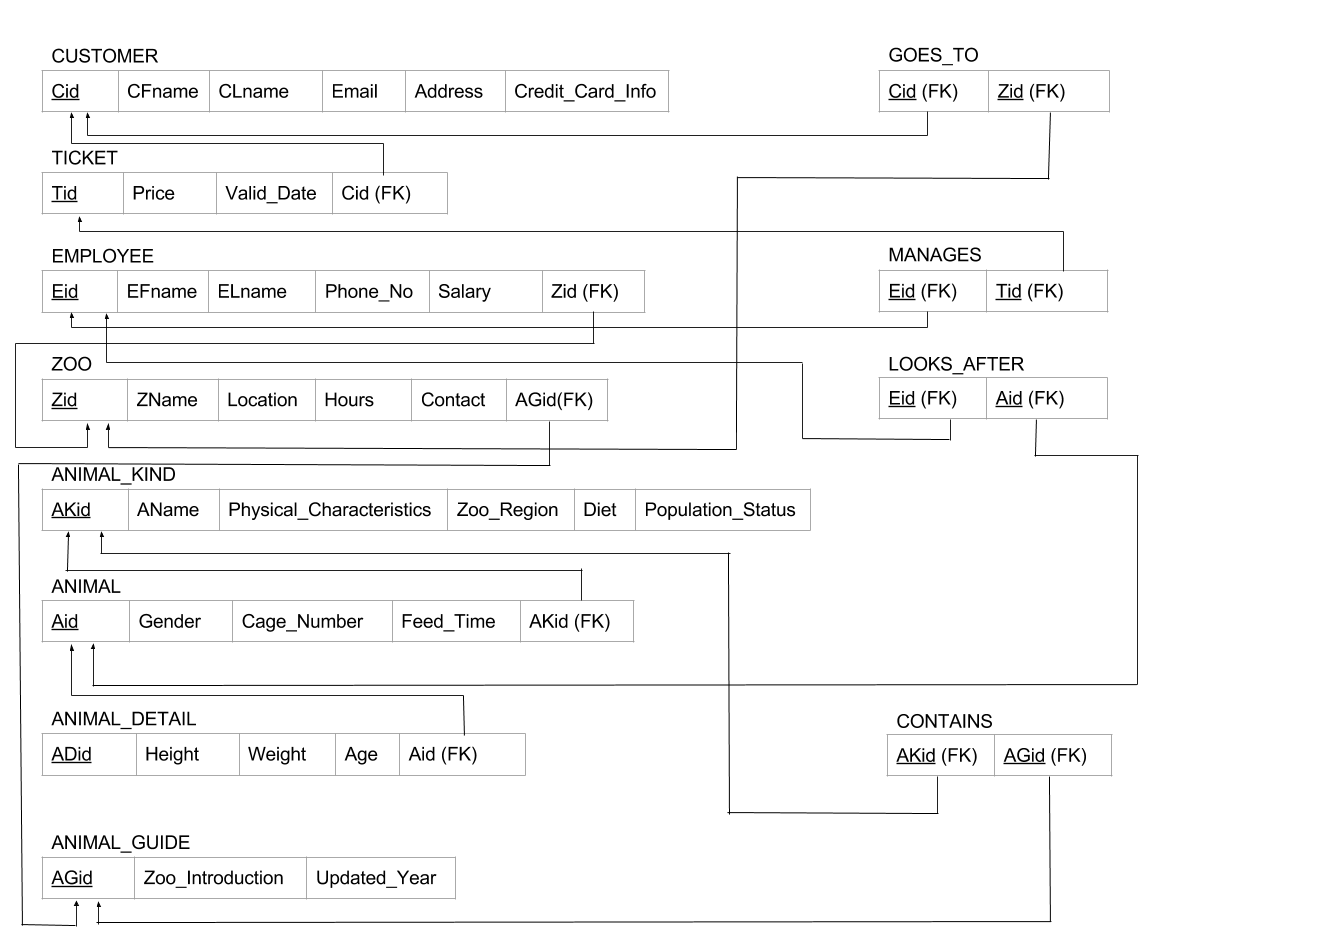 CUSTOMER
Cid CFname CLname Email Address Credit_Card_Info
GOES_TO
Cid (FK) Zid (FK)
TICKET
Tid Price Valid_Date Cid (FK)
EMPLOYEE
Eid EFname ELname Phone_No Salary Zid (FK)
MANAGES
Eid (FK) Tid (FK)
ZOO
Zid ZName Location Hours Contact AGid(FK)
LOOKS_AFTER
Eid (FK) Aid (FK)
ANIMAL_KIND
AKid AName Physical_Characteristics Zoo_Region Diet Population_Status
ANIMAL
Aid Gender Cage_Number Feed_Time AKid (FK)
ANIMAL_DETAIL
ADid Height Weight Age Aid (FK)
CONTAINS
AKid (FK) AGid (FK)
ANIMAL_GUIDE
AGid Zoo_Introduction Updated_Year